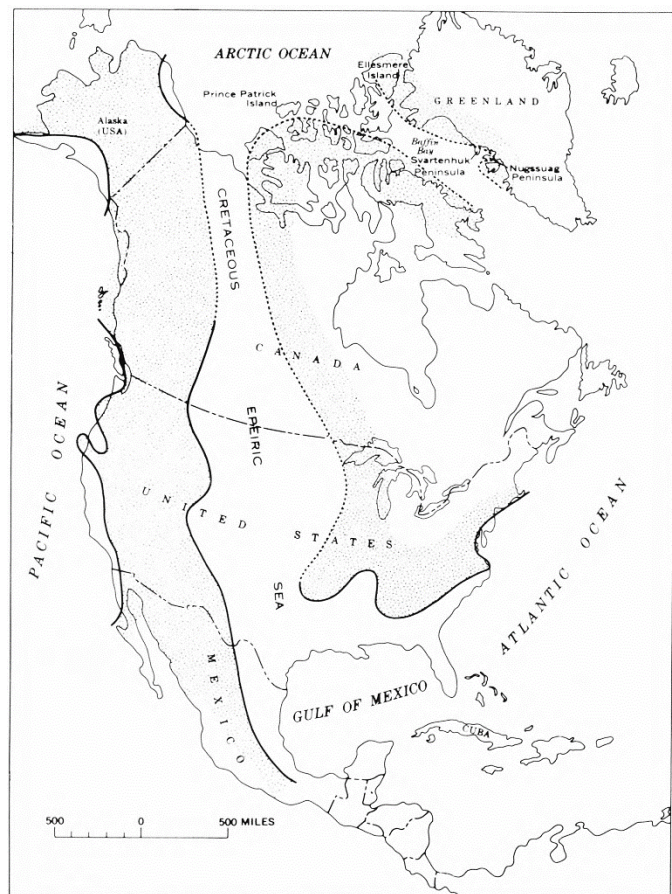 ARCTIC OCEAN
Ellesmere
Island
Prince Patrick
Island
GREENLAND
Alaska
(USA)
Baffin
Bay
Svartenhuk
Peninsula
Nugssuaq
Peninsula
CRETACEOUS
CANADA
EPEIRIC
PACIFIC OCEAN
UNITED STATES
SEA
ATLANTIC OCEAN
MEXICO
GULF OF MEXICO
CUBA
500 0 500 MILES